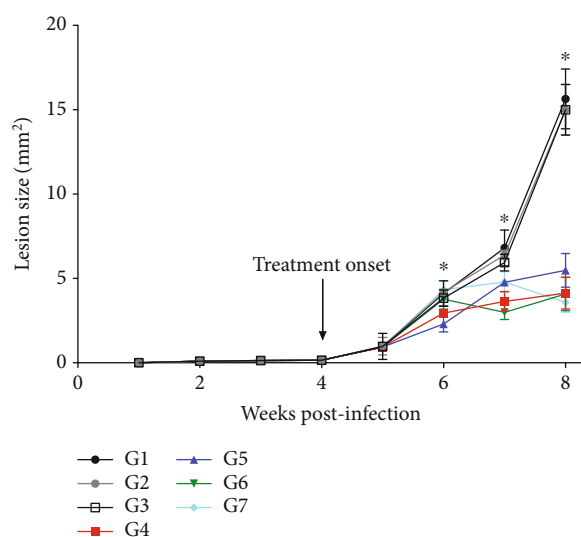 20
15
10
5
0
Lesion size (mm²)
*
*
*
Treatment onset
0 2 4 6 8
Weeks post-infection
G1 G5
G2 G6
G3 G7
G4